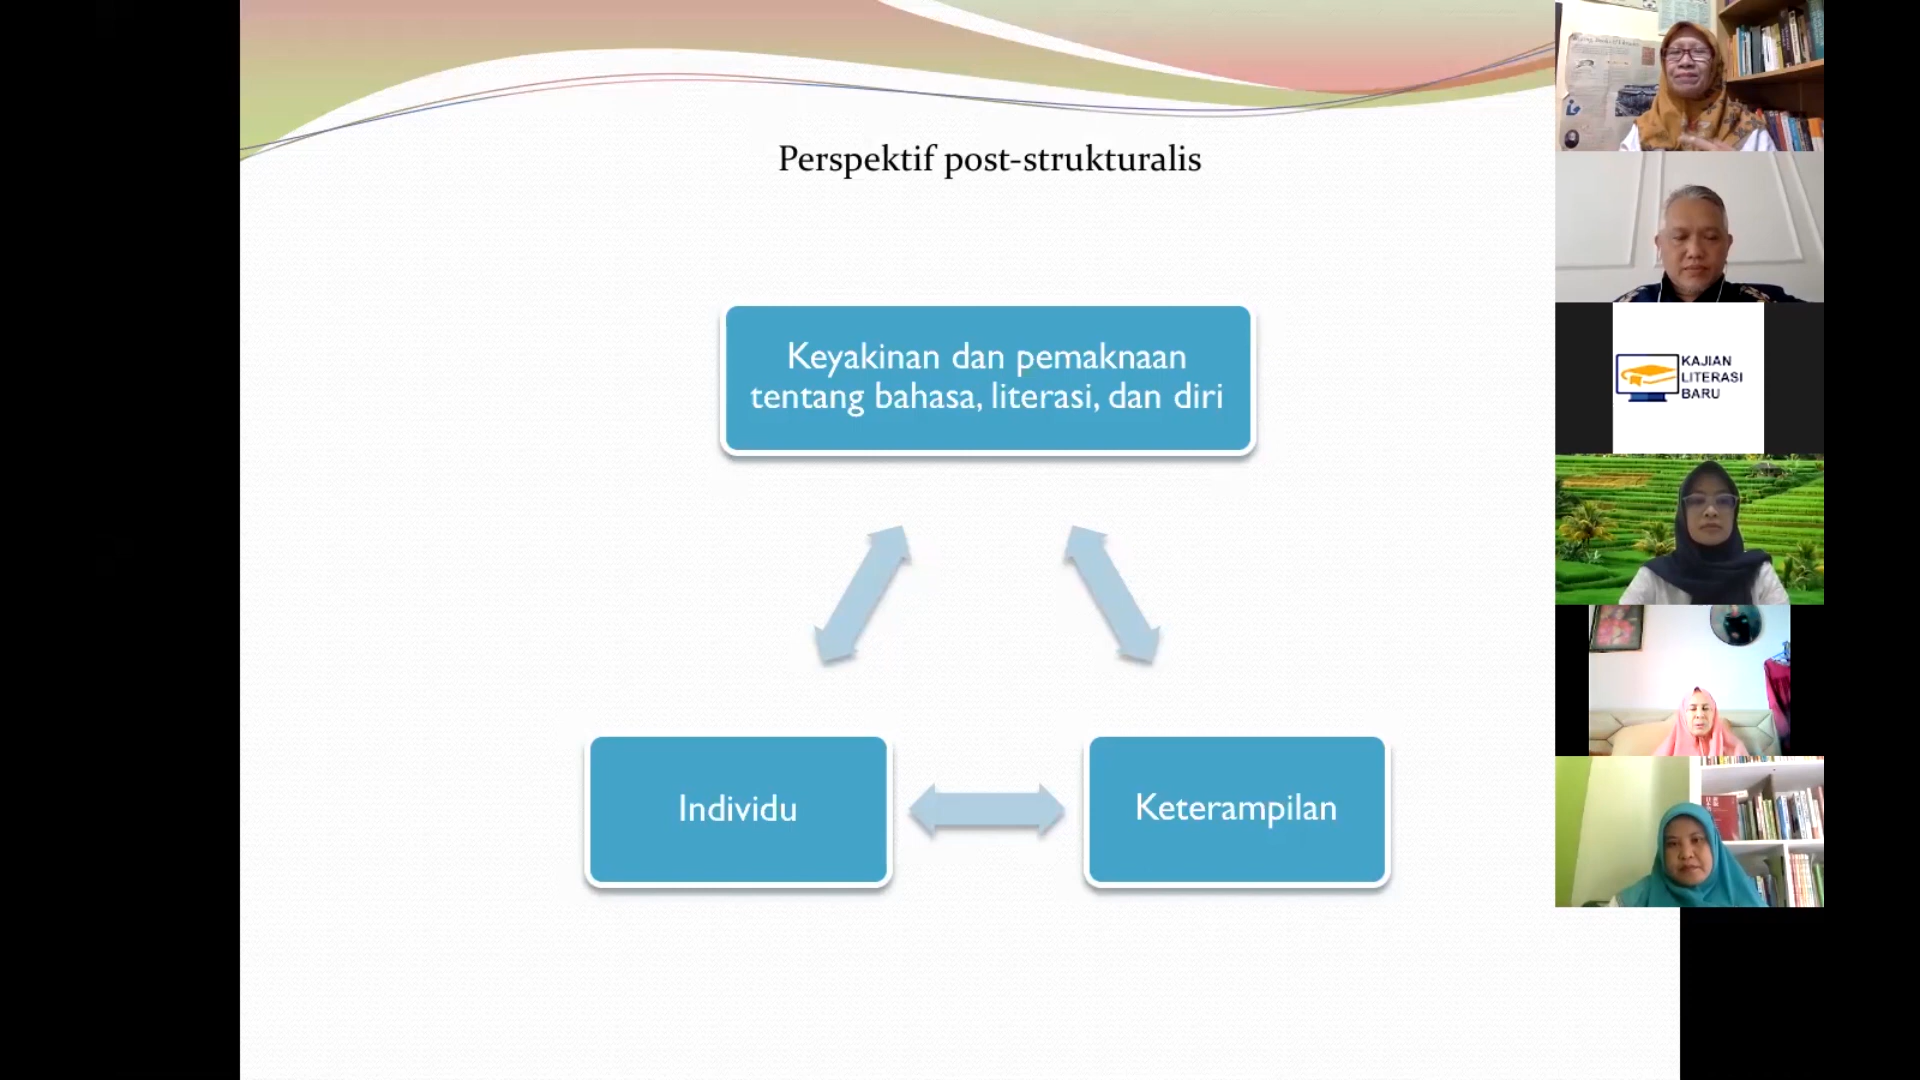 Perspektif post-strukturalis
Keyakinan dan pemaknaan
tentang bahasa, literasi, dan diri
Individu
Keterampilan
KAJIAN
LITERASI
BARU